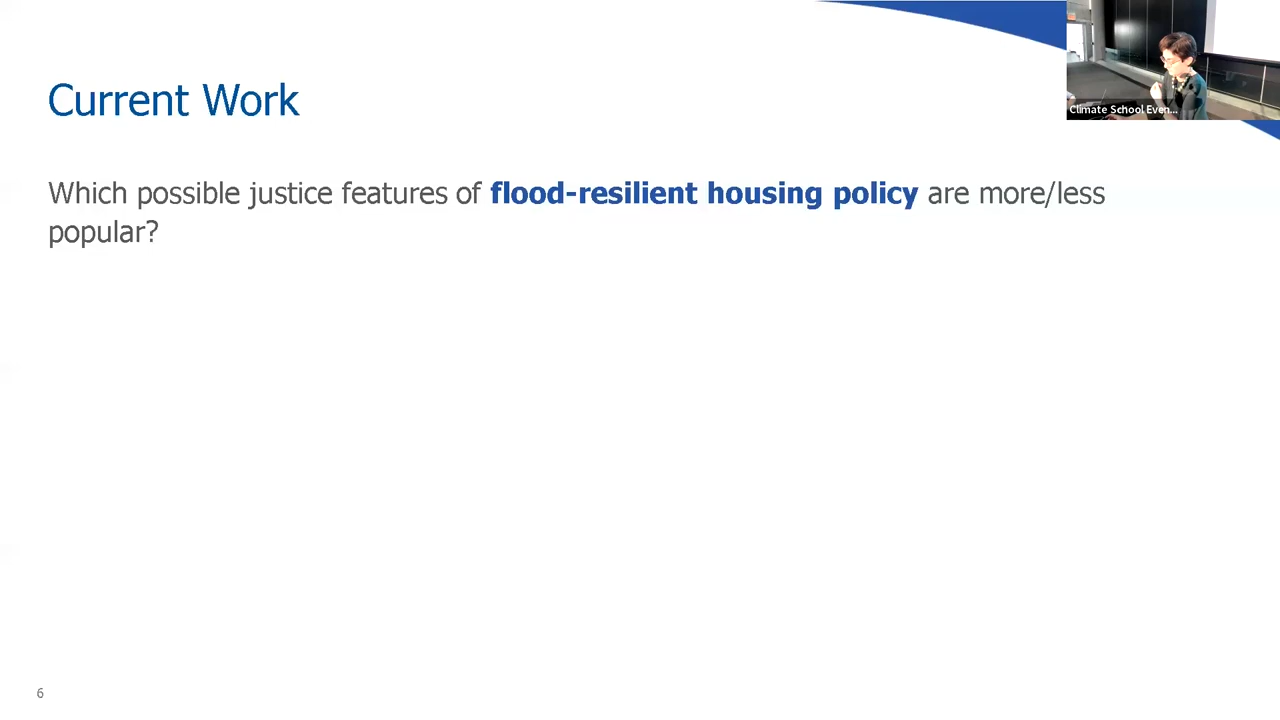 Climate School Even...
Current Work
Which possible justice features of flood-resilient housing policy are more/less
popular?
6